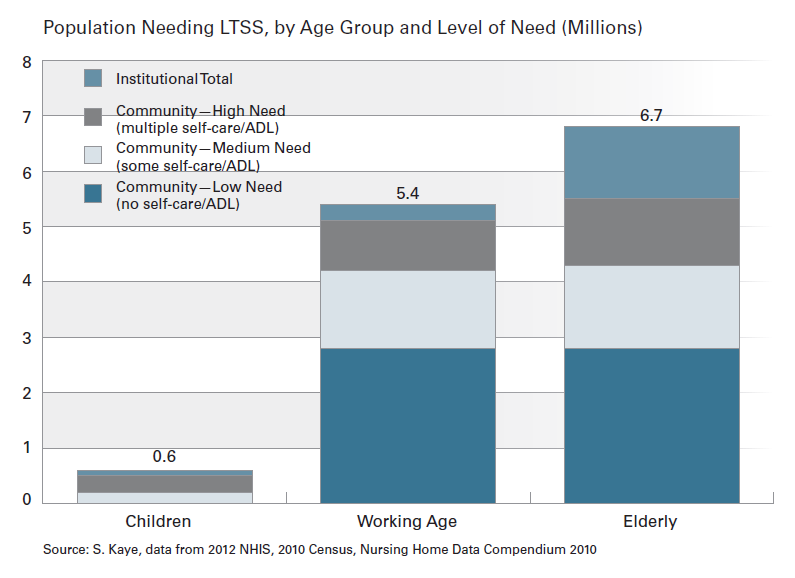 Population Needing LTSS, by Age Group and Level of Need (Millions)
8
7
6
5
4
3
2
1
0
Institutional Total
Community—High Need
(multiple self-care/ADL)
Community—Medium Need
(some self-care/ADL)
Community—Low Need
(no self-care/ADL)
0.6
5.4
6.7
Children
Working Age
Elderly
Source: S. Kaye, data from 2012 NHIS, 2010 Census, Nursing Home Data Compendium 2010